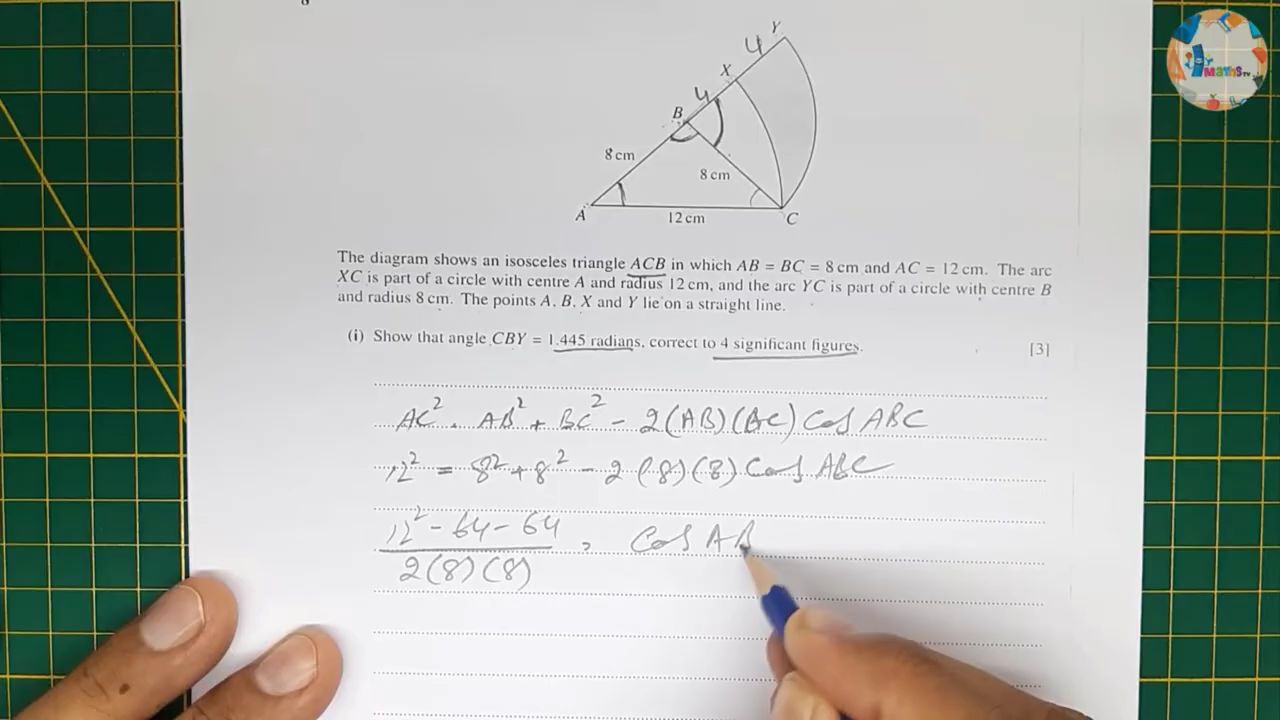 Y
4
X
4
B
8 cm
8 cm
A
12 cm
C
MATHS TV
The diagram shows an isosceles triangle ACB in which AB = BC = 8 cm and AC = 12 cm. The arc
XC is part of a circle with centre A and radius 12 cm, and the arc YC is part of a circle with centre B
and radius 8 cm. The points A, B, X and Y lie on a straight line.
(i) Show that angle CBY = 1.445 radians, correct to 4 significant figures. [3]
AC² = AB² + BC² - 2(AB)(BC) Cos ABC
12² = 8² + 8² - 2(8)(8) Cos ABC
12² - 64 - 64
2(8)(8)
= Cos AB